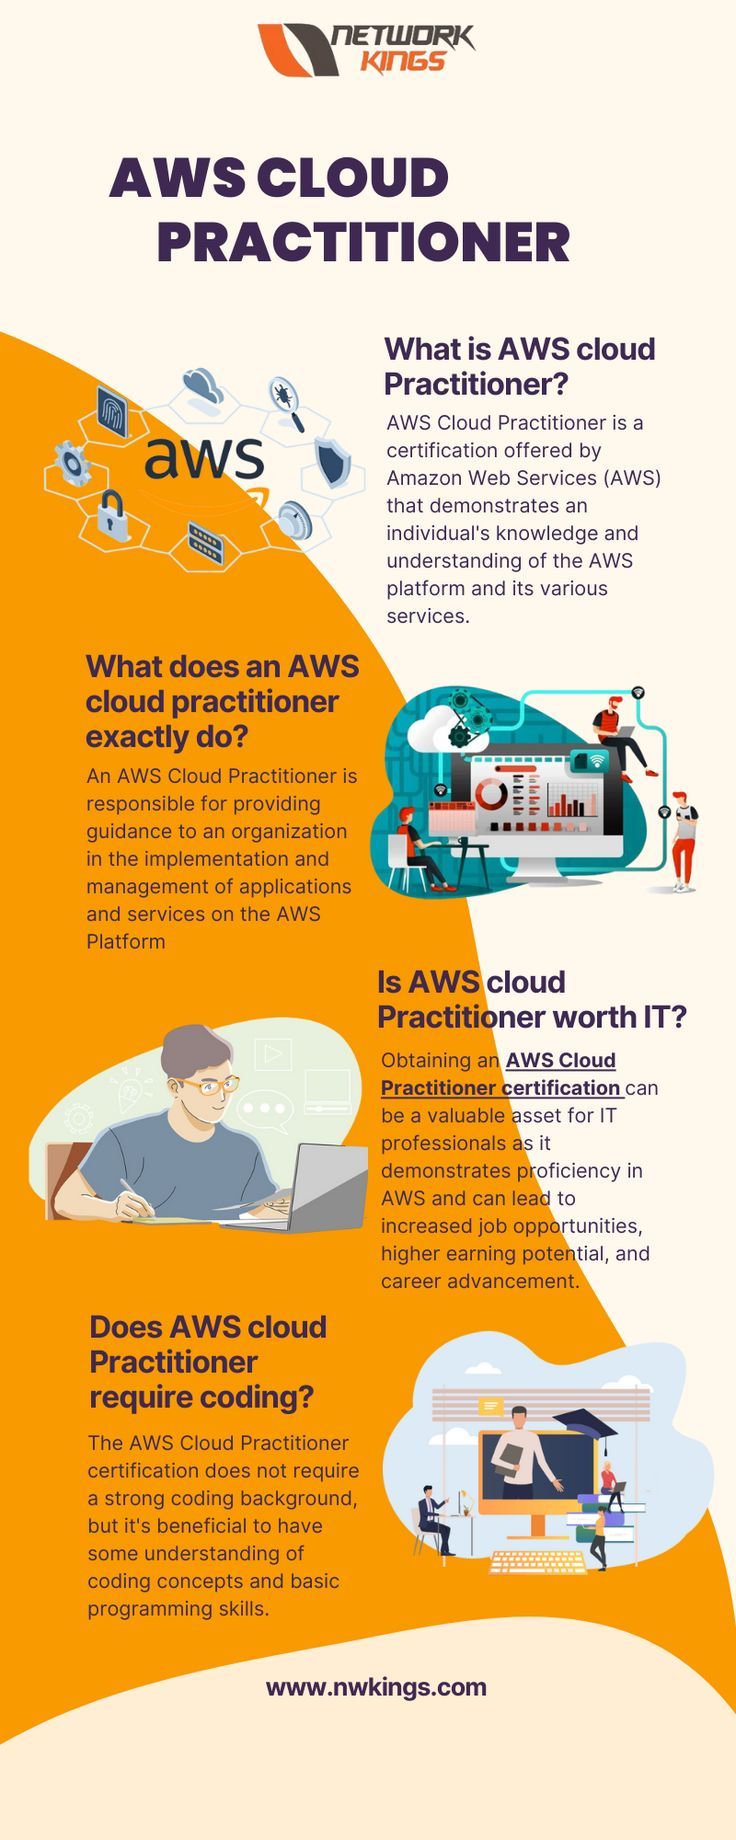 NETWORK
KINGS
AWS CLOUD
PRACTITIONER
What is AWS cloud
Practitioner?
AWS Cloud Practitioner is a
certification offered by
Amazon Web Services (AWS)
that demonstrates an
individual's knowledge and
understanding of the AWS
platform and its various
services.
aws
What does an AWS
cloud practitioner
exactly do?
An AWS Cloud Practitioner is
responsible for providing
guidance to an organization
in the implementation and
management of applications
and services on the AWS
Platform
Is AWS cloud
Practitioner worth IT?
Obtaining an AWS Cloud
Practitioner certification can
be a valuable asset for IT
professionals as it
demonstrates proficiency in
AWS and can lead to
increased job opportunities,
higher earning potential, and
career advancement.
Does AWS cloud
Practitioner
require coding?
The AWS Cloud Practitioner
certification does not require
a strong coding background,
but it's beneficial to have
some understanding of
coding concepts and basic
programming skills.
www.nwkings.com